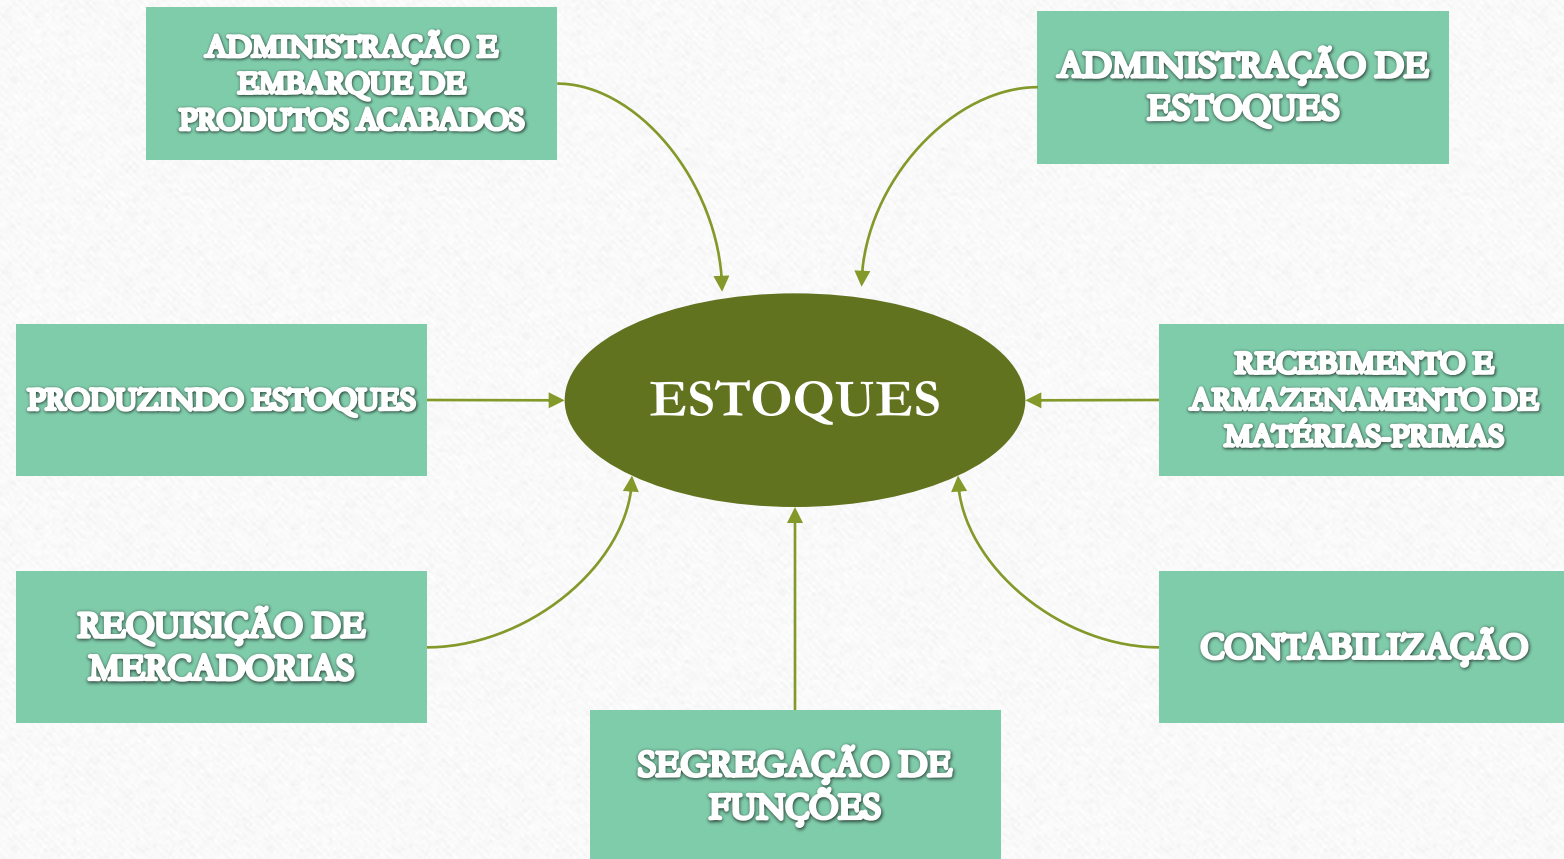 ADMINISTRAÇÃO E
EMBARQUE DE
PRODUTOS ACABADOS
ADMINISTRAÇÃO DE
ESTOQUES
PRODUZINDO ESTOQUES
ESTOQUES
RECEBIMENTO E
ARMAZENAMENTO DE
MATÉRIAS-PRIMAS
REQUISIÇÃO DE
MERCADORIAS
CONTABILIZAÇÃO
SEGREGAÇÃO DE
FUNÇÕES